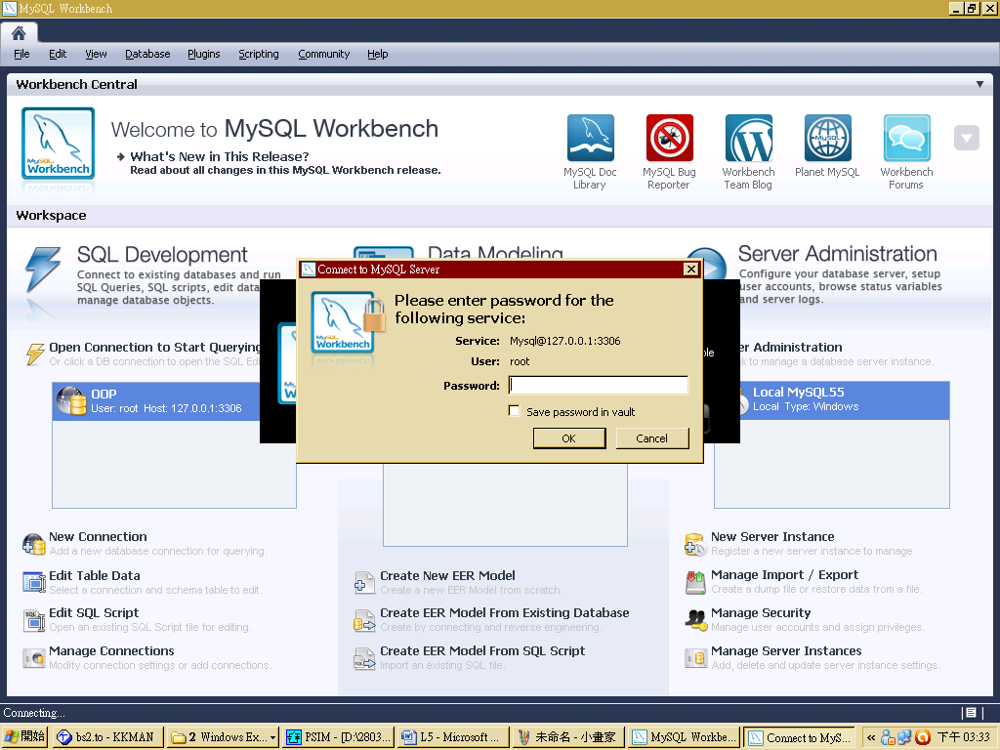 MySQL Workbench
File Edit View Database Plugins Scripting Community Help
Workbench Central
Welcome to MySQL Workbench
What's New in This Release?
Read about all changes in this MySQL Workbench release.
MySQL Workbench
MySQL Doc
Library
MySQL Bug
Reporter
Workbench
Team Blog
MySQL
Planet MySQL
Workbench
Forums
Workspace
SQL Development
Connect to existing databases and run
SQL Queries, SQL scripts, edit data
manage database objects.
Data Modeling
Server Administration
Configure your database server, setup
user accounts, browse status variables
and server logs.
Connect to MySQL Server
MySQL
Workbench
Please enter password for the
following service:
Service: Mysql@127.0.0.1:3306
User: root
Password:
Save password in vault
OK Cancel
Open Connection to Start Querying
Or click a DB connection to open the SQL Edi
OOP
User: root Host: 127.0.0.1:3306
er Administration
k to manage a database server instance.
Local MySQL55
Local Type: Windows
New Connection
Add a new database connection for querying.
Edit Table Data
Select a connection and schema table to edit.
Edit SQL Script
Open an existing SQL Script file for editing.
Manage Connections
Modify connection settings or add connections.
Create New EER Model
Create a new EER Model from scratch.
Create EER Model From Existing Database
Create by connecting and reverse engineering.
Create EER Model From SQL Script
Import an existing SQL file.
New Server Instance
Register a new server instance to manage.
Manage Import / Export
Create a dump file or restore data from a file.
Manage Security
Manage user accounts and assign privileges.
Manage Server Instances
Add, delete and update server instance settings.
Connecting...
開始 bs2.to - KKMAN 2 Windows Ex... PSIM - [D:\2803... L5 - Microsoft ... 未命名 - 小畫家 MySQL Workbe... Connect to MyS... « 下午 03:33